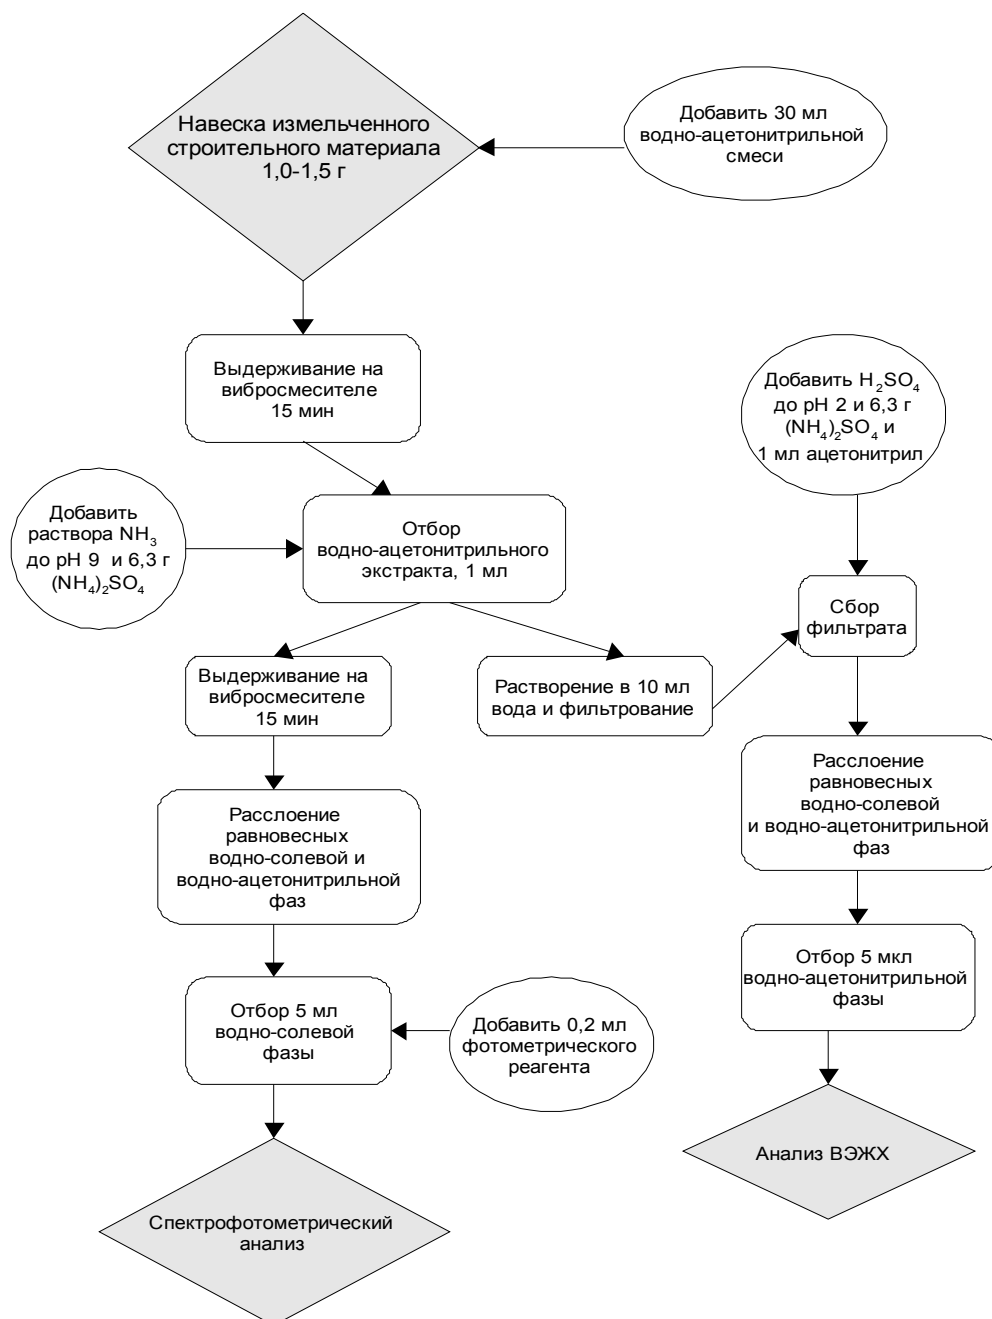 Навеска измельченного
строительного материала
1,0-1,5 г
Добавить 30 мл
водно-ацетонитрильной
смеси
Выдерживание на
вибросмесителе
15 мин
Добавить H₂SO₄
до pH 2 и 6,3 г
(NH₄)₂SO₄ и
1 мл ацетонитрил
Добавить
раствора NH₃
до pH 9 и 6,3 г
(NH₄)₂SO₄
Отбор
водно-ацетонитрильного
экстракта, 1 мл
Сбор
фильтрата
Выдерживание на
вибросмесителе
15 мин
Растворение в 10 мл
вода и фильтрование
Расслоение
равновесных
водно-солевой и
водно-ацетонитрильной
фаз
Расслоение
равновесных
водно-солевой
и водно-ацетонитрильной
фаз
Отбор 5 мл
водно-солевой
фазы
Добавить 0,2 мл
фотометрического
реагента
Отбор 5 мкл
водно-ацетонитрильной
фазы
Спектрофотометрический
анализ
Анализ ВЭЖХ